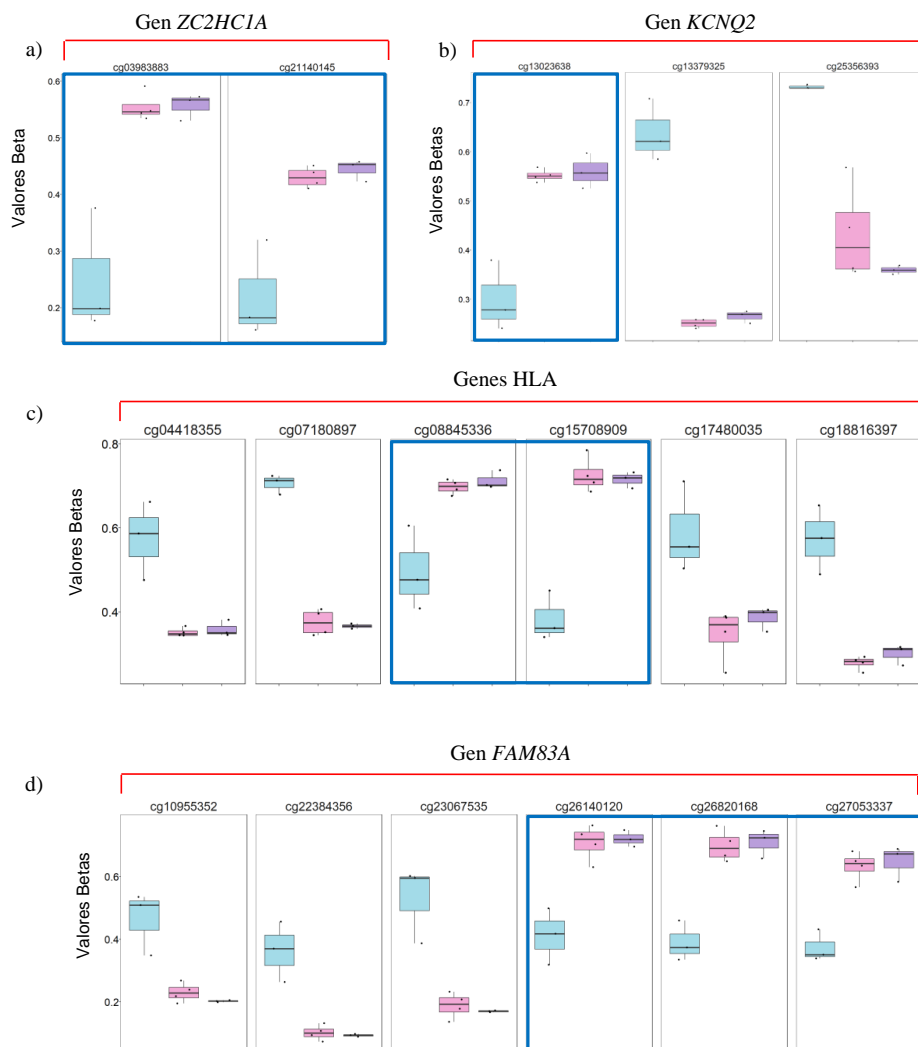 Gen ZC2HC1A
Gen KCNQ2
a)
b)
cg03983883 cg21140145
cg13023638 cg13379325 cg25356393
Valores Beta
0.6
0.5
0.4
0.3
0.2
Valores Betas
0.7
0.6
0.5
0.4
0.3
Genes HLA
c)
cg04418355 cg07180897 cg08845336 cg15708909 cg17480035 cg18816397
Valores Betas
0.8
0.6
0.4
Gen FAM83A
d)
cg10955352 cg22384356 cg23067535 cg26140120 cg26820168 cg27053337
Valores Betas
0.6
0.4
0.2